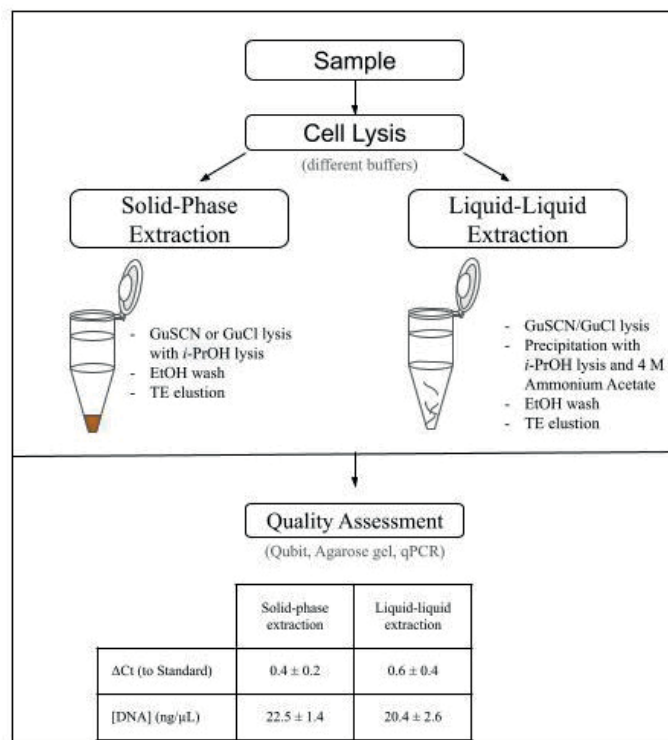 Sample
Cell Lysis
(different buffers)
Solid-Phase
Extraction
- GuSCN or GuCl lysis
with i-PrOH lysis
- EtOH wash
- TE elustion
Liquid-Liquid
Extraction
- GuSCN/GuCl lysis
- Precipitation with
i-PrOH lysis and 4 M
Ammonium Acetate
- EtOH wash
- TE elustion
Quality Assessment
(Qubit, Agarose gel, qPCR)
Solid-phase
extraction
Liquid-liquid
extraction
ΔCt (to Standard) 0.4 ± 0.2 0.6 ± 0.4
[DNA] (ng/μL) 22.5 ± 1.4 20.4 ± 2.6